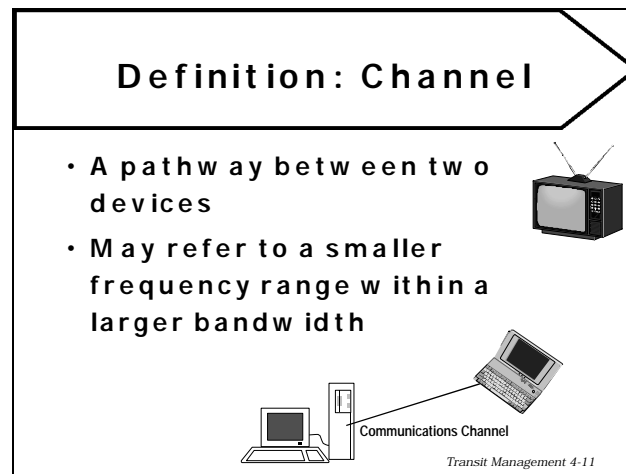 Definition: Channel
• A pathway between two
devices
• May refer to a smaller
frequency range within a
larger bandwidth
Communications Channel
Transit Management 4-11